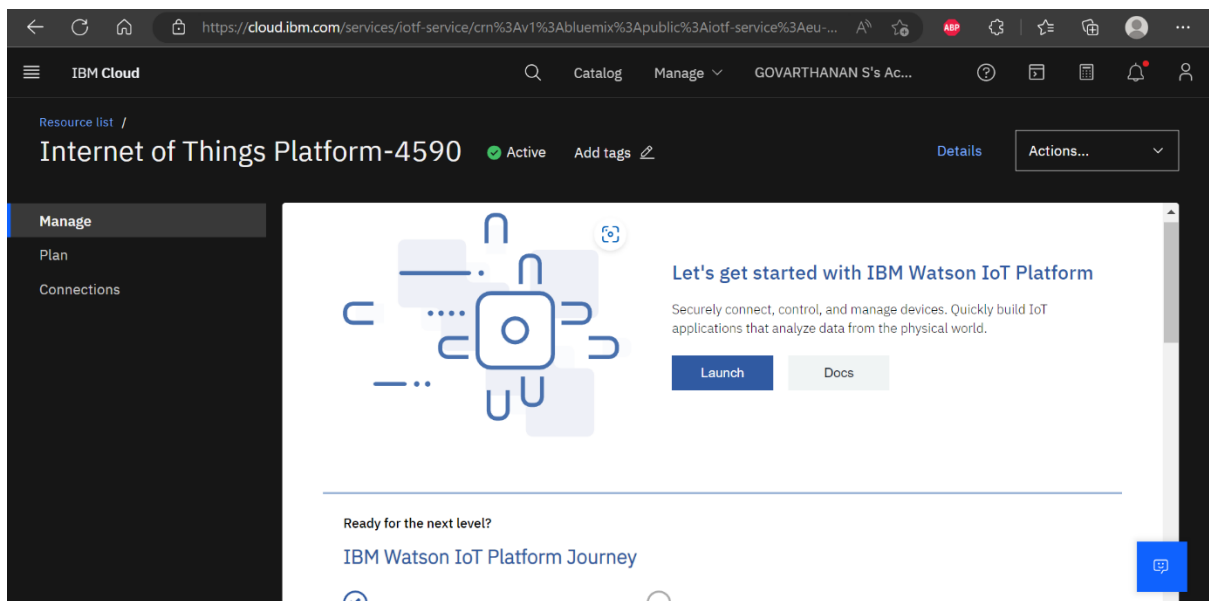 https://cloud.ibm.com/services/iotf-service/crn%3Av1%3Abluemix%3Apublic%3Aiotf-service%3Aeu-...
ABP
IBM Cloud
Catalog
Manage
GOVARTHANAN S's Ac...
Resource list /
Internet of Things Platform-4590
Active
Add tags
Details
Actions...
Manage
Plan
Connections
Let's get started with IBM Watson IoT Platform
Securely connect, control, and manage devices. Quickly build IoT
applications that analyze data from the physical world.
Launch
Docs
Ready for the next level?
IBM Watson IoT Platform Journey